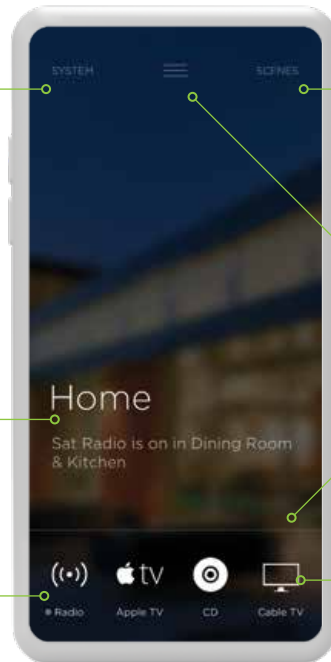 SYSTEM
SCENES
Home
Sat Radio is on in Dining Room
& Kitchen
tv
Radio
Apple TV
CD
Cable TV